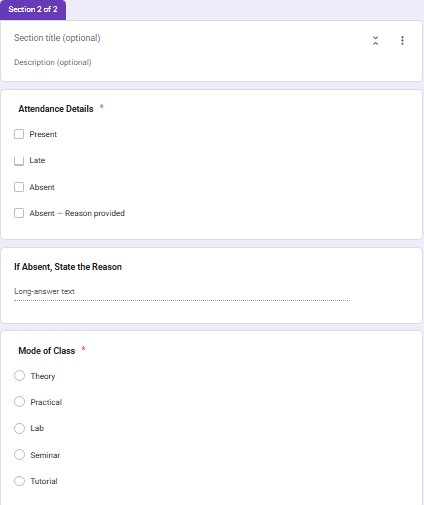 Section 2 of 2
Section title (optional)
Description (optional)
Attendance Details *
Present
Late
Absent
Absent – Reason provided
If Absent, State the Reason
Long-answer text
Mode of Class *
Theory
Practical
Lab
Seminar
Tutorial